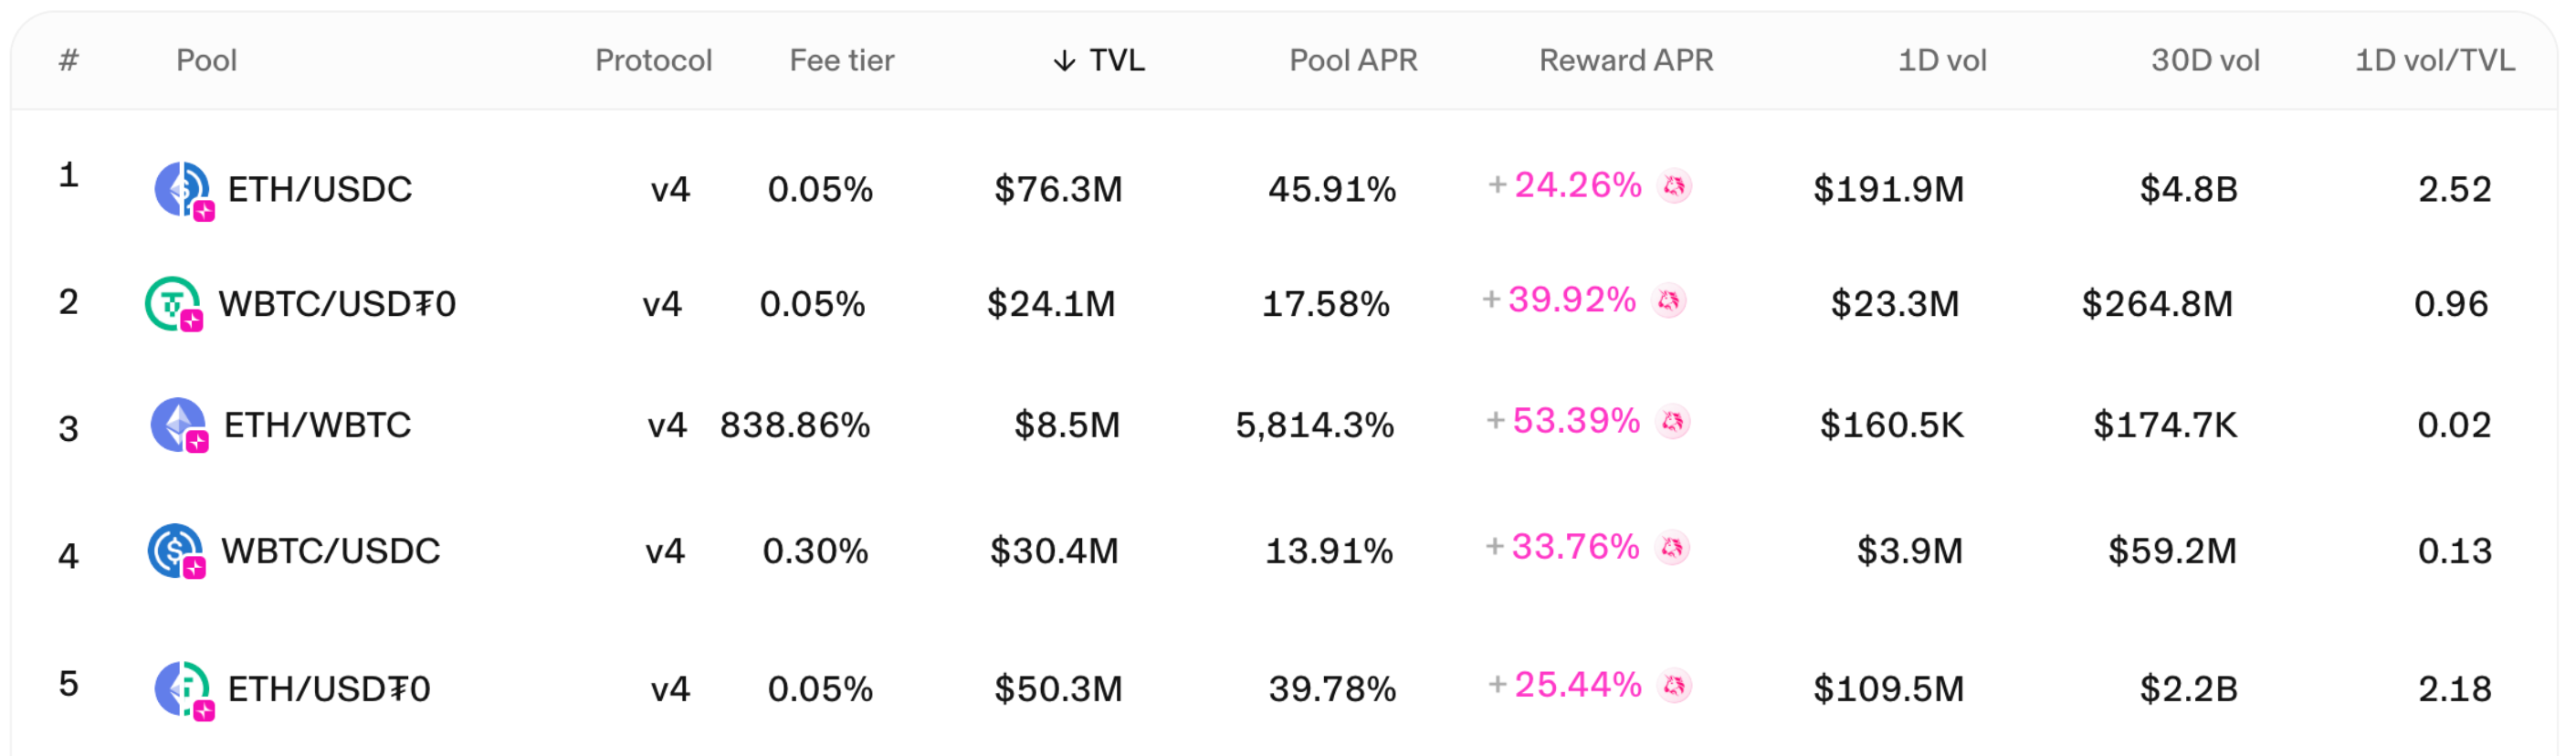 # Pool Protocol Fee tier ↓ TVL Pool APR Reward APR 1D vol 30D vol 1D vol/TVL
1 ETH/USDC v4 0.05% $76.3M 45.91% +24.26% $191.9M $4.8B 2.52
2 WBTC/USD₮0 v4 0.05% $24.1M 17.58% +39.92% $23.3M $264.8M 0.96
3 ETH/WBTC v4 838.86% $8.5M 5,814.3% +53.39% $160.5K $174.7K 0.02
4 WBTC/USDC v4 0.30% $30.4M 13.91% +33.76% $3.9M $59.2M 0.13
5 ETH/USD₮0 v4 0.05% $50.3M 39.78% +25.44% $109.5M $2.2B 2.18